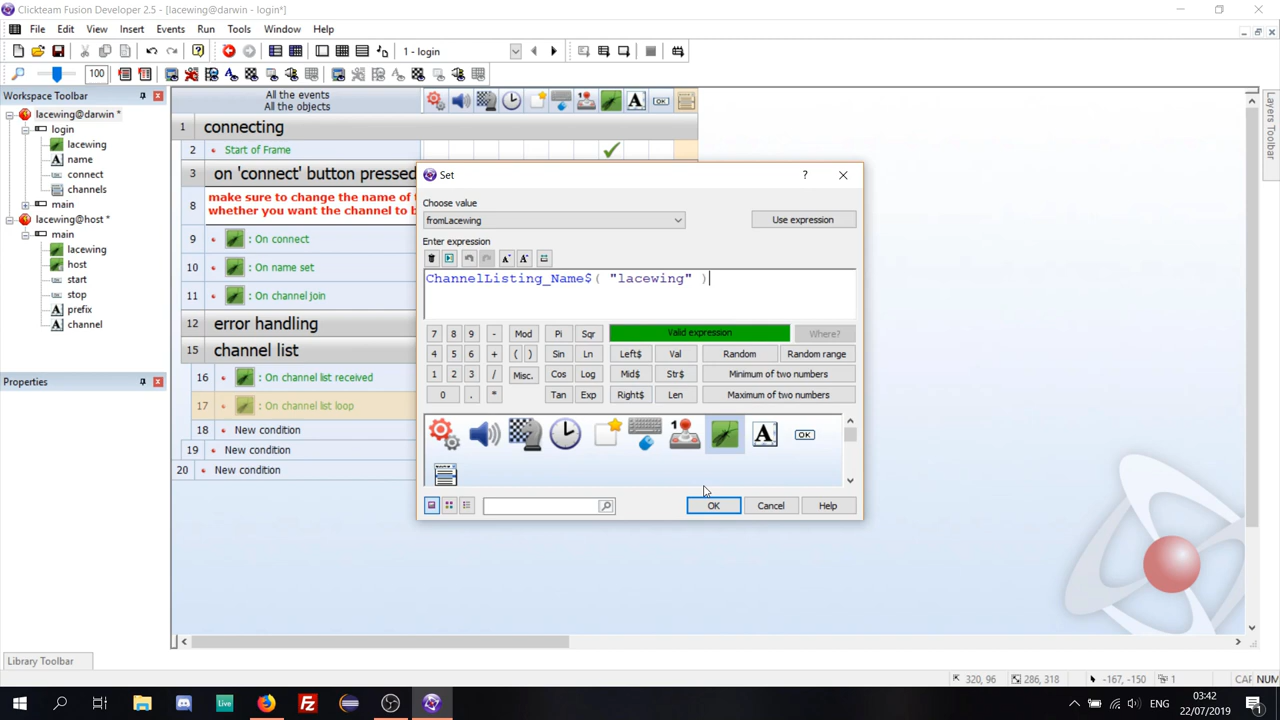 Clickteam Fusion Developer 2.5 - [lacewing@darwin - login*]
File Edit View Insert Events Run Tools Window Help
1 - login
100
Workspace Toolbar
lacewing@darwin *
login
lacewing
name
connect
channels
main
lacewing@host *
main
lacewing
host
start
stop
prefix
channel
Properties
Library Toolbar
All the events
All the objects
1 connecting
2 Start of Frame
3 on 'connect' button pressed
8 make sure to change the name of t
whether you want the channel to b
9 : On connect
10 : On name set
11 : On channel join
12 error handling
15 channel list
16 : On channel list received
17 : On channel list loop
18 New condition
19 New condition
20 New condition
Layers Toolbar
Set
?
Choose value
fromLacewing
Use expression
Enter expression
ChannelListing_Name$( "lacewing" )
7 8 9 - Mod Pi Sqr Valid expression Where?
4 5 6 + ( ) Sin Ln Left$ Val Random Random range
1 2 3 / Misc. Cos Log Mid$ Str$ Minimum of two numbers
0 . * Tan Exp Right$ Len Maximum of two numbers
OK
OK Cancel Help
320, 96 286, 318 -167, -150 1 CAP NUM
Live
ENG
03:42
22/07/2019